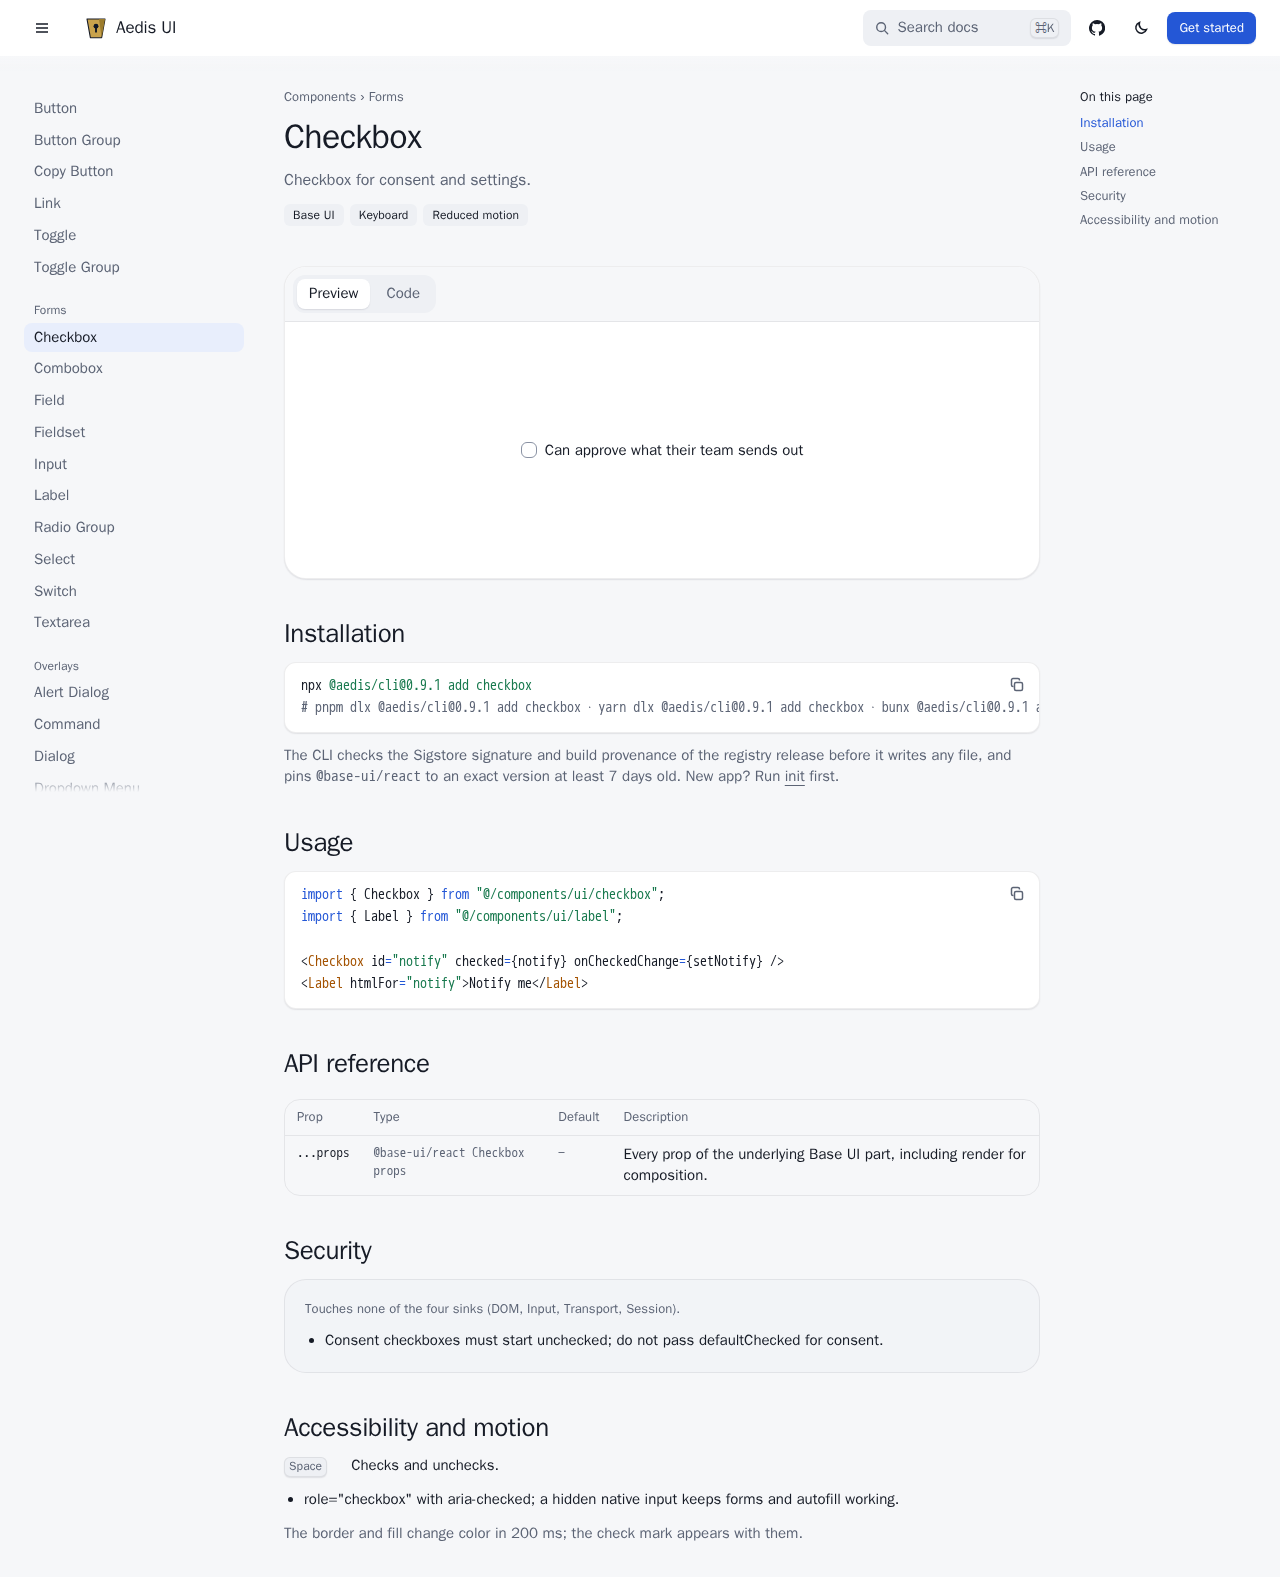 Aedis UI
Search docs
⌘K
Get started
Button
Button Group
Copy Button
Link
Toggle
Toggle Group
Forms
Checkbox
Combobox
Field
Fieldset
Input
Label
Radio Group
Select
Switch
Textarea
Overlays
Alert Dialog
Command
Dialog
Dropdown Menu
Components › Forms
Checkbox
Checkbox for consent and settings.
Base UI
Keyboard
Reduced motion
Preview
Code
Can approve what their team sends out
Installation
npx @aedis/cli@0.9.1 add checkbox
# pnpm dlx @aedis/cli@0.9.1 add checkbox · yarn dlx @aedis/cli@0.9.1 add checkbox · bunx @aedis/cli@0.9.1
The CLI checks the Sigstore signature and build provenance of the registry release before it writes any file, and
pins @base-ui/react to an exact version at least 7 days old. New app? Run init first.
Usage
import { Checkbox } from "@/components/ui/checkbox";
import { Label } from "@/components/ui/label";
<Checkbox id="notify" checked={notify} onCheckedChange={setNotify} />
<Label htmlFor="notify">Notify me</Label>
API reference
Prop Type Default Description
...props @base-ui/react Checkbox props — Every prop of the underlying Base UI part, including render for
composition.
Security
Touches none of the four sinks (DOM, Input, Transport, Session).
• Consent checkboxes must start unchecked; do not pass defaultChecked for consent.
Accessibility and motion
Space Checks and unchecks.
• role="checkbox" with aria-checked; a hidden native input keeps forms and autofill working.
The border and fill change color in 200 ms; the check mark appears with them.
On this page
Installation
Usage
API reference
Security
Accessibility and motion